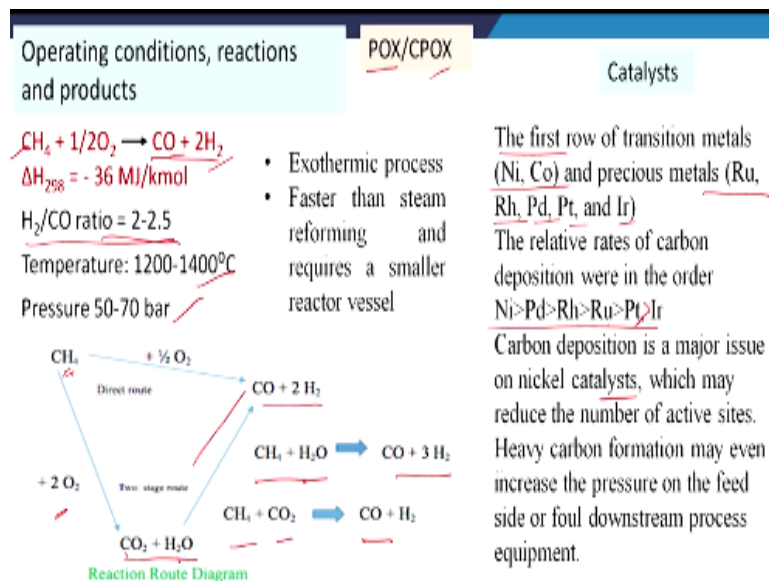 Operating conditions, reactions
and products
POX/CPOX
Catalysts
CH₄ + 1/2O₂ → CO + 2H₂
ΔH₂₉₈ = - 36 MJ/kmol
H₂/CO ratio = 2-2.5
Temperature: 1200-1400⁰C
Pressure 50-70 bar
• Exothermic process
• Faster than steam
reforming and
requires a smaller
reactor vessel
The first row of transition metals
(Ni, Co) and precious metals (Ru,
Rh, Pd, Pt, and Ir)
The relative rates of carbon
deposition were in the order
Ni>Pd>Rh>Ru>Pt,>Ir
Carbon deposition is a major issue
on nickel catalysts, which may
reduce the number of active sites.
Heavy carbon formation may even
increase the pressure on the feed
side or foul downstream process
equipment.
CH₄
+ ½ O₂
Direct route
CO + 2 H₂
CH₄ + H₂O
CO + 3 H₂
+ 2 O₂
Two stage route
CH₄ + CO₂
CO + H₂
CO₂ + H₂O
Reaction Route Diagram